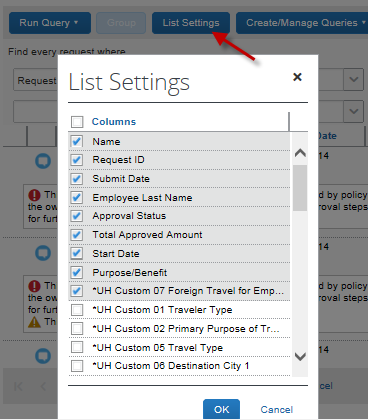 Run Query
Group
List Settings
Create/Manage Queries
Find every request where
Request
List Settings
Columns
Date
Name
Request ID
14
Submit Date
Employee Last Name
Th
d by policy
the ow
roval steps
Approval Status
for furt
Total Approved Amount
Start Date
14
Purpose/Benefit
Th
d by policy
*UH Custom 07 Foreign Travel for Emp...
the ow
roval steps
for furt
*UH Custom 01 Traveler Type
Th
*UH Custom 02 Primary Purpose of Tr...
*UH Custom 05 Travel Type
14
*UH Custom 06 Destination City 1
cel
OK
Cancel